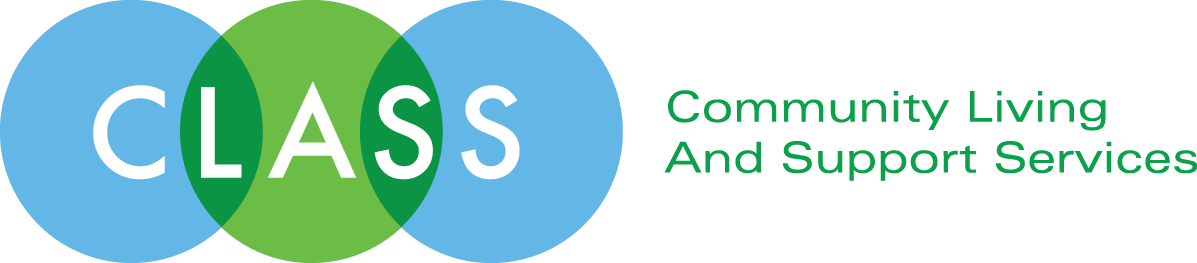 CLASS
Community Living
And Support Services